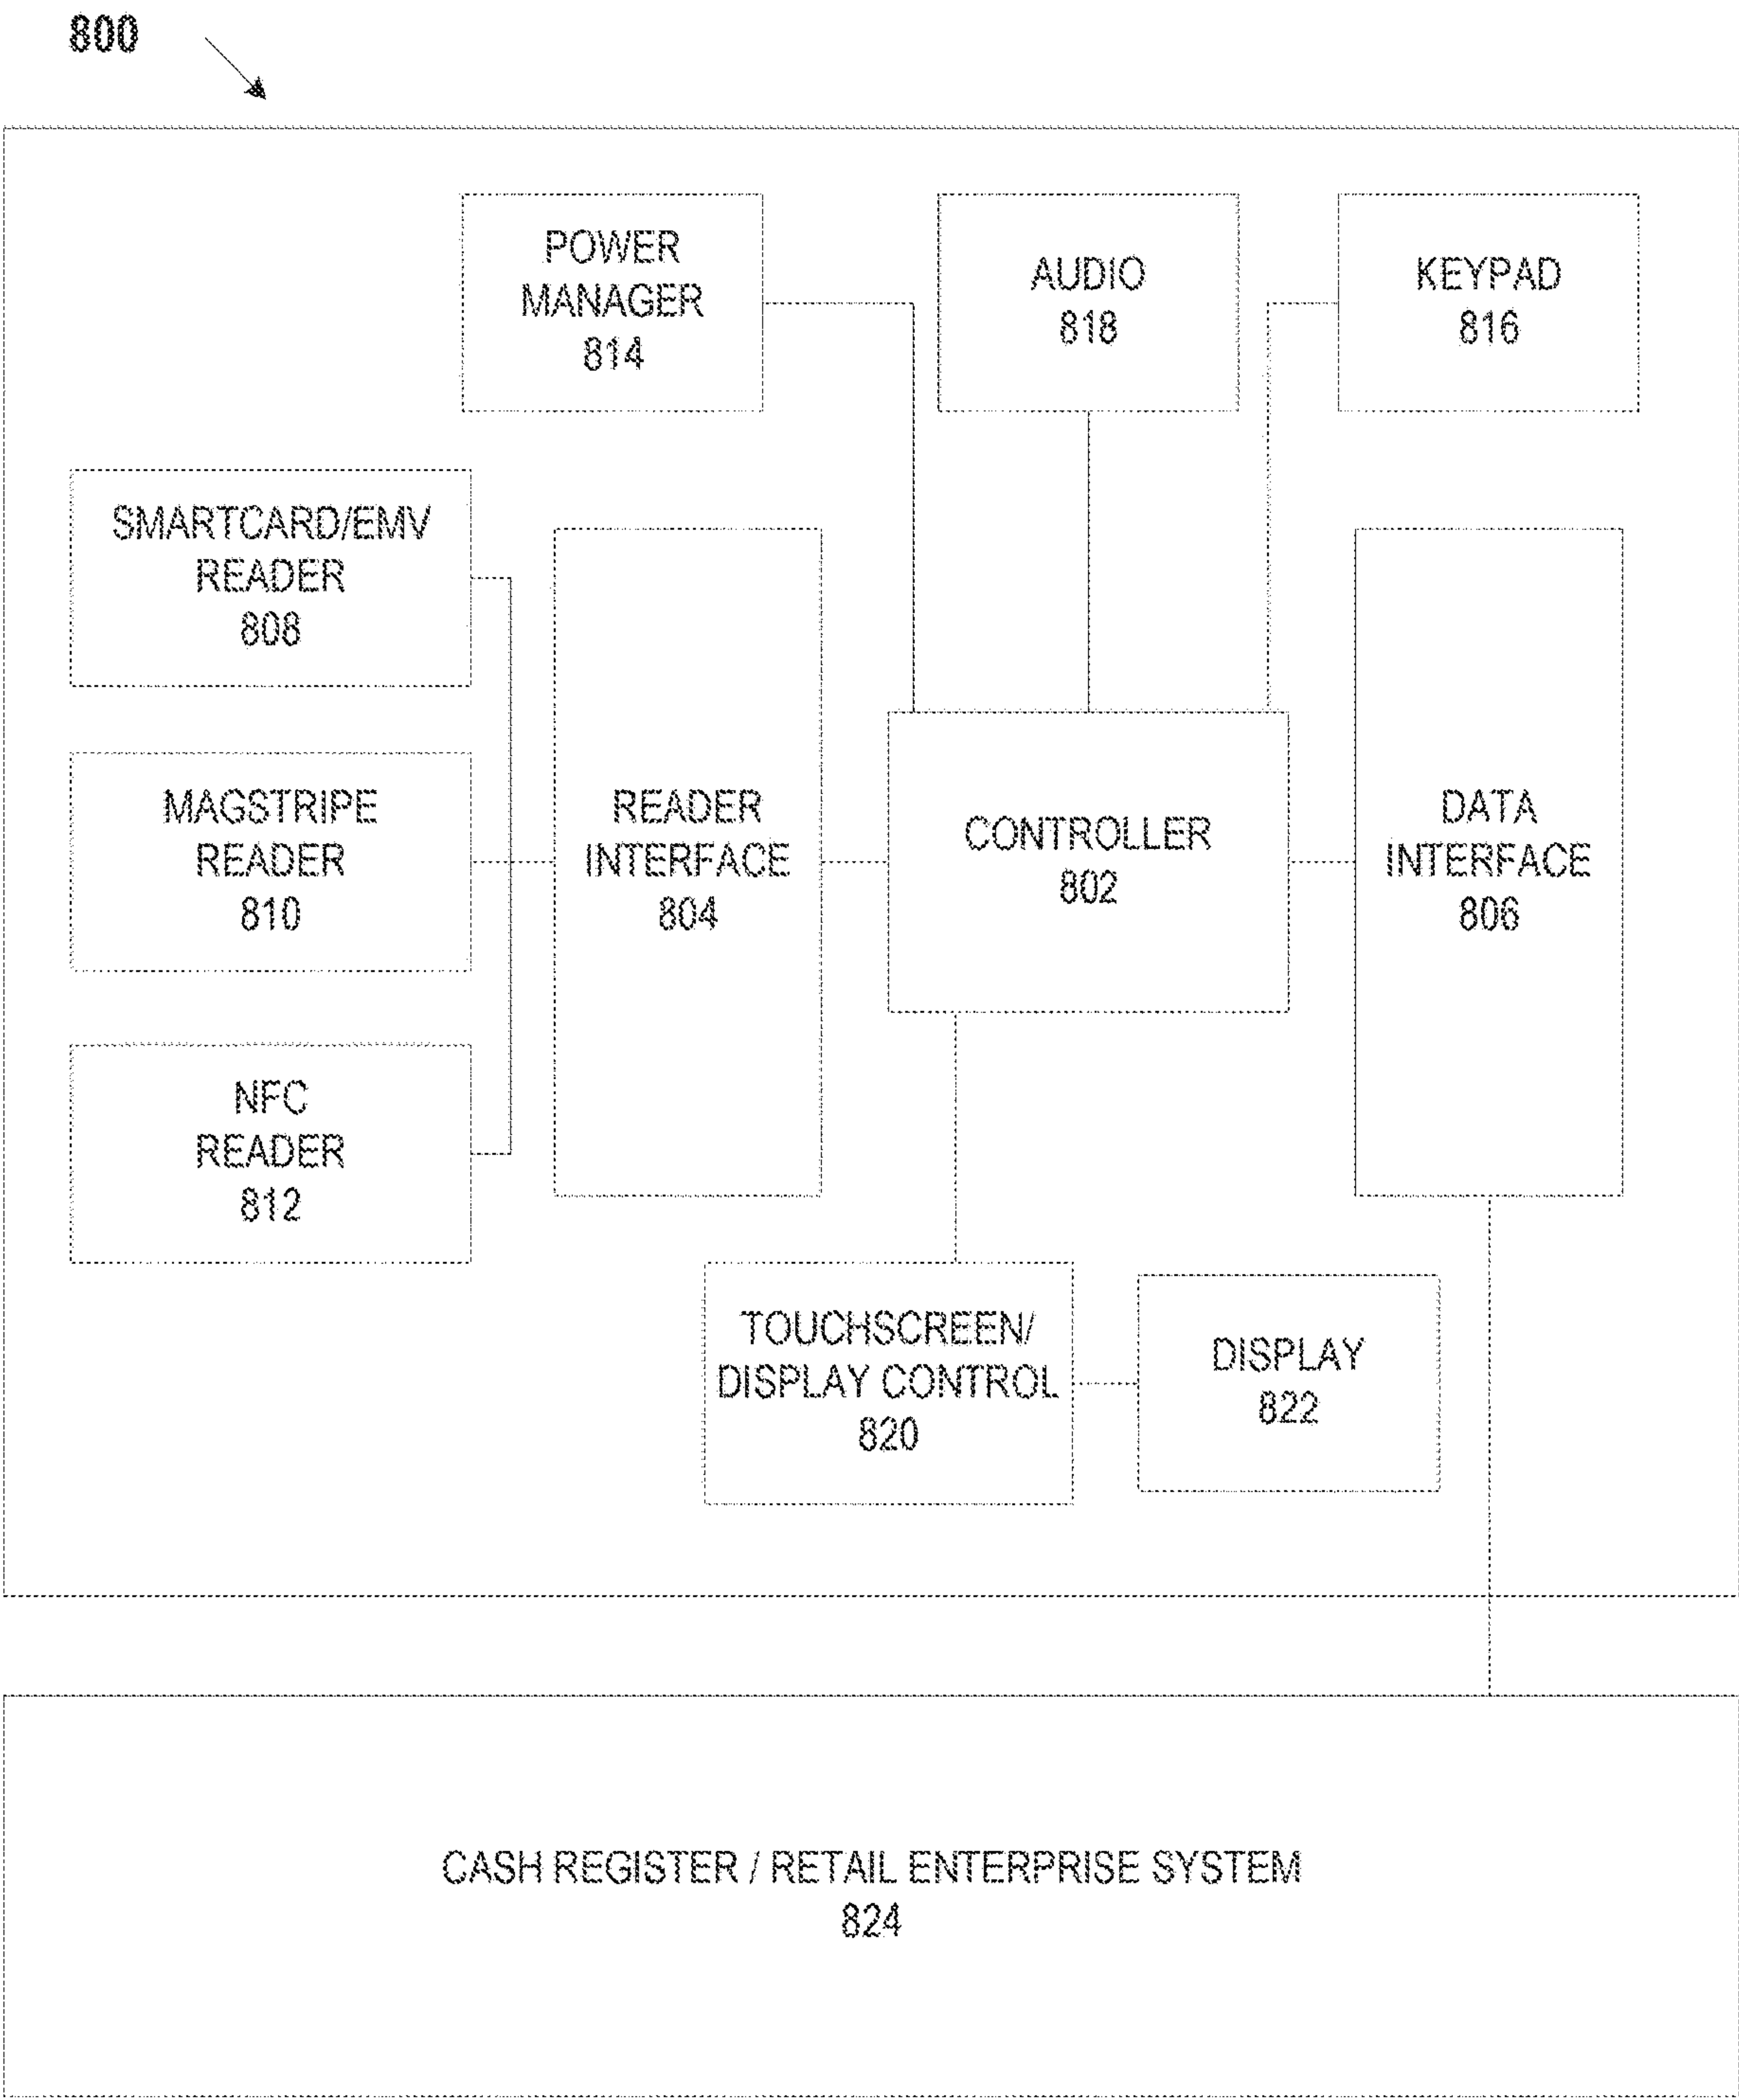 800
POWER
MANAGER
814
AUDIO
818
KEYPAD
816
SMARTCARD/EMV
READER
808
MAGSTRIPE
READER
810
NFC
READER
812
READER
INTERFACE
804
CONTROLLER
802
DATA
INTERFACE
806
TOUCHSCREEN/
DISPLAY CONTROL
820
DISPLAY
822
CASH REGISTER / RETAIL ENTERPRISE SYSTEM
824